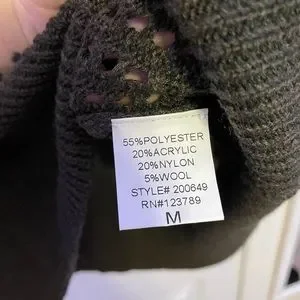 55%POLYESTER
20%ACRYLIC
20%NYLON
5%WOOL
STYLE# 200649
RN#123789
M